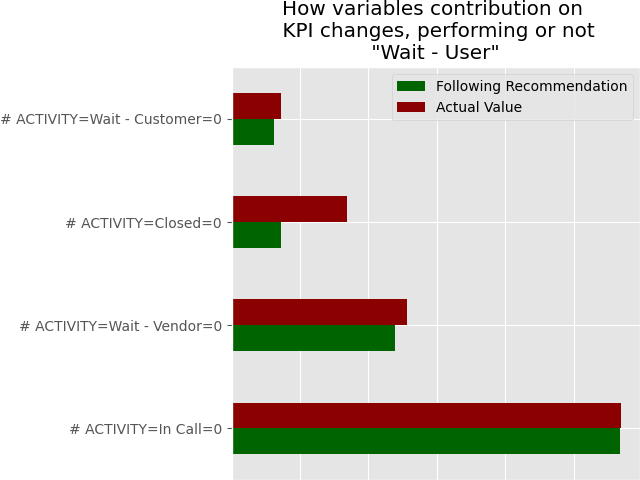 How variables contribution on
KPI changes, performing or not
"Wait - User"
Following Recommendation
Actual Value
# ACTIVITY=Wait - Customer=0
# ACTIVITY=Closed=0
# ACTIVITY=Wait - Vendor=0
# ACTIVITY=In Call=0